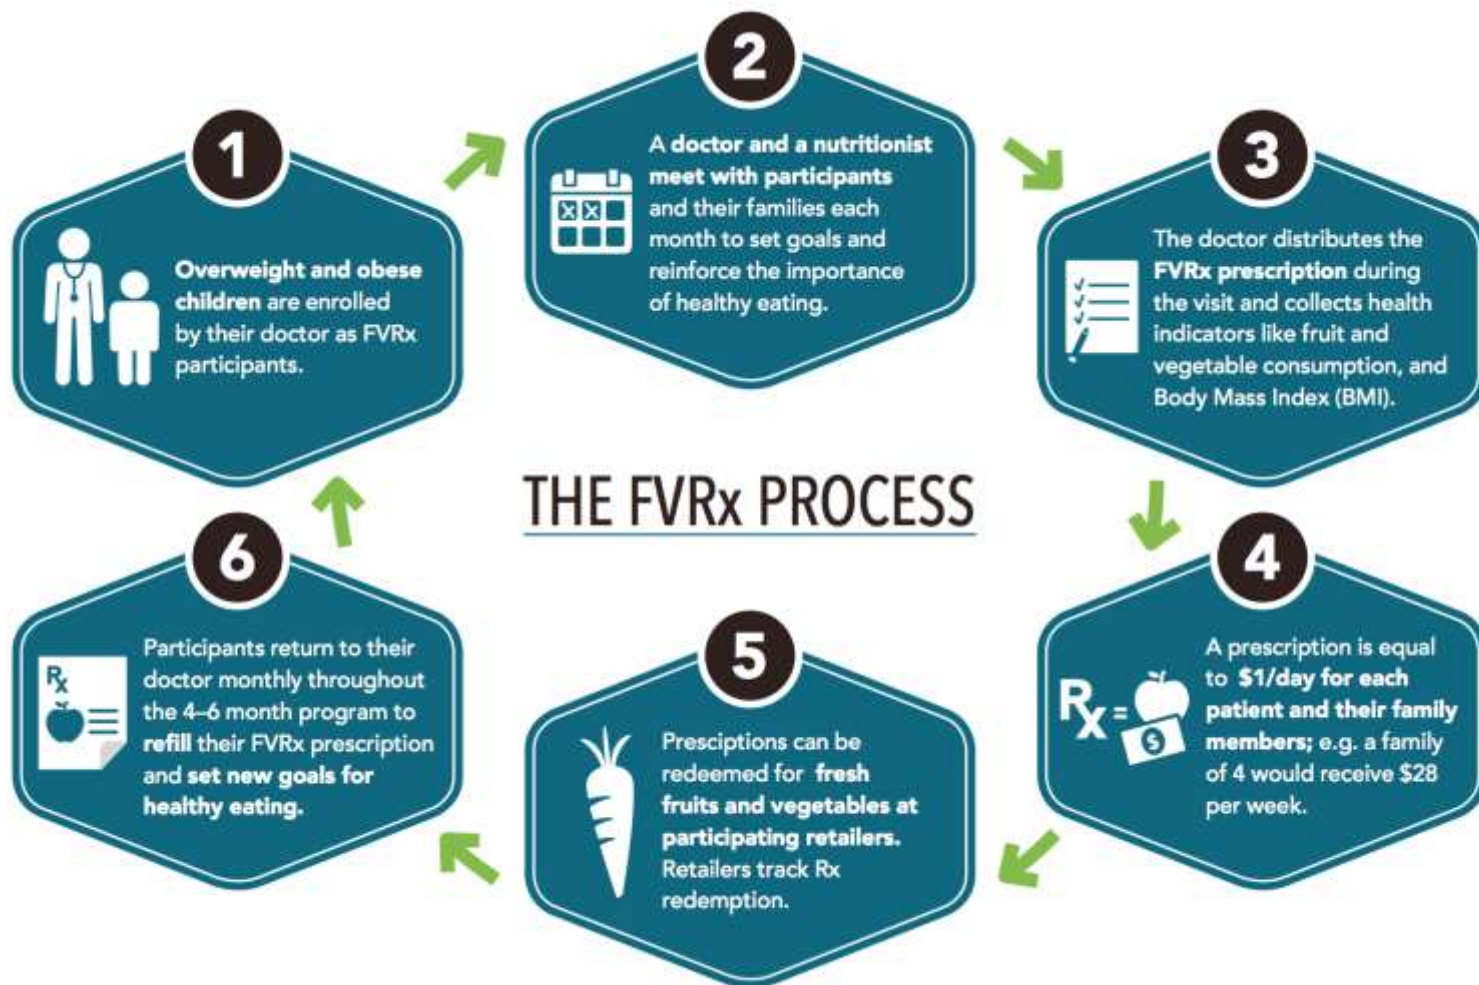 1
Overweight and obese
children are enrolled
by their doctor as FVRx
participants.
2
A doctor and a nutritionist
meet with participants
and their families each
month to set goals and
reinforce the importance
of healthy eating.
3
The doctor distributes the
FVRx prescription during
the visit and collects health
indicators like fruit and
vegetable consumption, and
Body Mass Index (BMI).
THE FVRx PROCESS
4
Rx =
$
A prescription is equal
to $1/day for each
patient and their family
members; e.g. a family
of 4 would receive $28
per week.
5
Presciptions can be
redeemed for fresh
fruits and vegetables at
participating retailers.
Retailers track Rx
redemption.
6
Rx
Participants return to their
doctor monthly throughout
the 4–6 month program to
refill their FVRx prescription
and set new goals for
healthy eating.